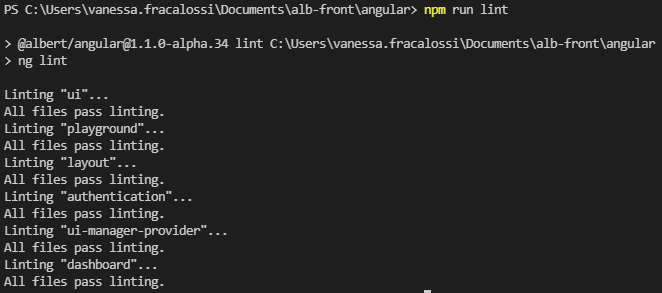 PS C:\Users\vanessa.fracalossi\Documents\alb-front\angular> npm run lint
> @albert/angular@1.1.0-alpha.34 lint C:\Users\vanessa.fracalossi\Documents\alb-front\angular
> ng lint
Linting "ui"...
All files pass linting.
Linting "playground"...
All files pass linting.
Linting "layout"...
All files pass linting.
Linting "authentication"...
All files pass linting.
Linting "ui-manager-provider"...
All files pass linting.
Linting "dashboard"...
All files pass linting.